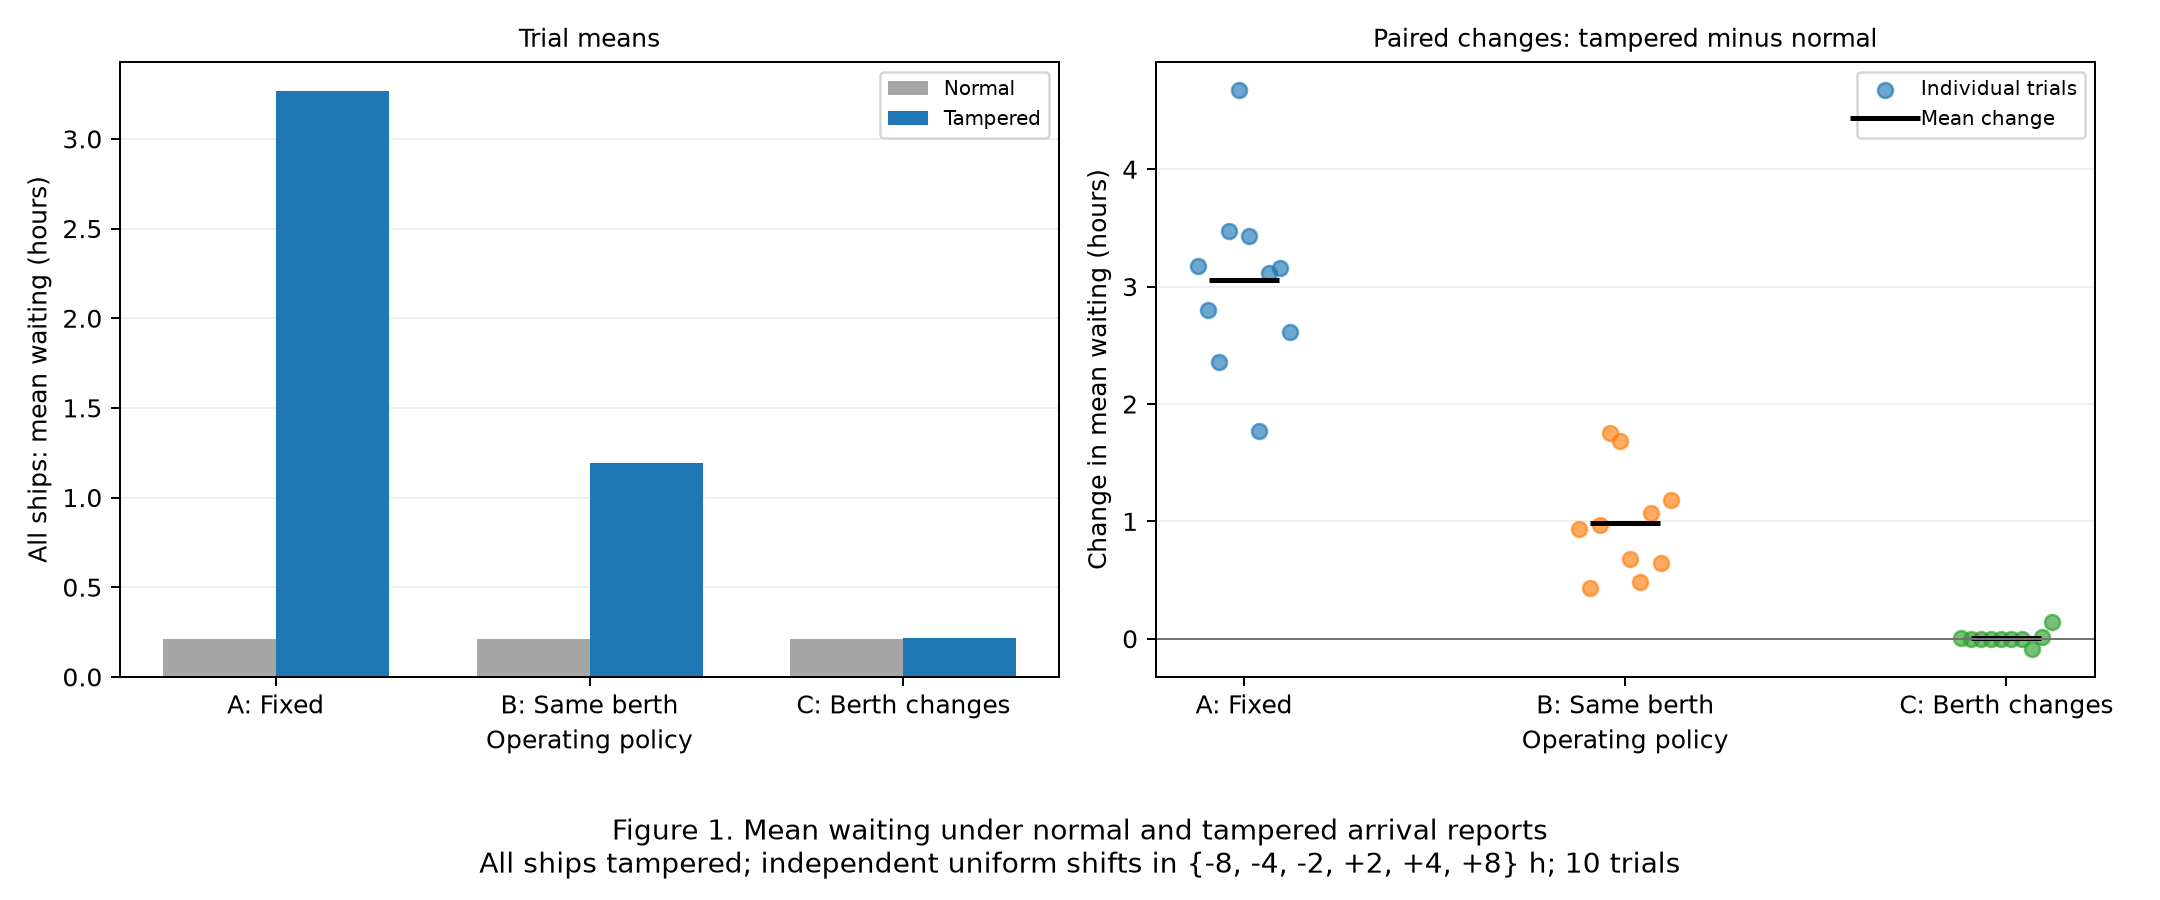 Trial means
All ships: mean waiting (hours)
3.0
2.5
2.0
1.5
1.0
0.5
0.0
Normal
Tampered
A: Fixed
B: Same berth
C: Berth changes
Operating policy
Paired changes: tampered minus normal
Change in mean waiting (hours)
4
3
2
1
0
Individual trials
Mean change
A: Fixed
B: Same berth
C: Berth changes
Operating policy
Figure 1. Mean waiting under normal and tampered arrival reports
All ships tampered; independent uniform shifts in {-8, -4, -2, +2, +4, +8} h; 10 trials